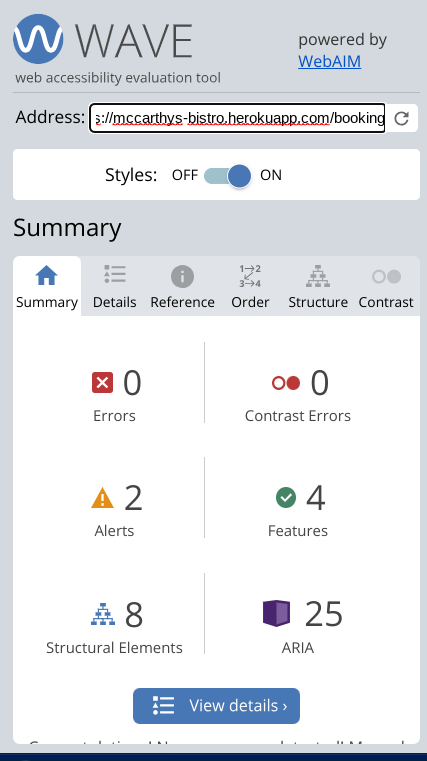 WAVE
powered by
WebAIM
web accessibility evaluation tool
Address: s://mccarthys-bistro.herokuapp.com/booking
Styles: OFF ON
Summary
Summary Details Reference Order Structure Contrast
0 0
Errors Contrast Errors
2 4
Alerts Features
8 25
Structural Elements ARIA
View details ›